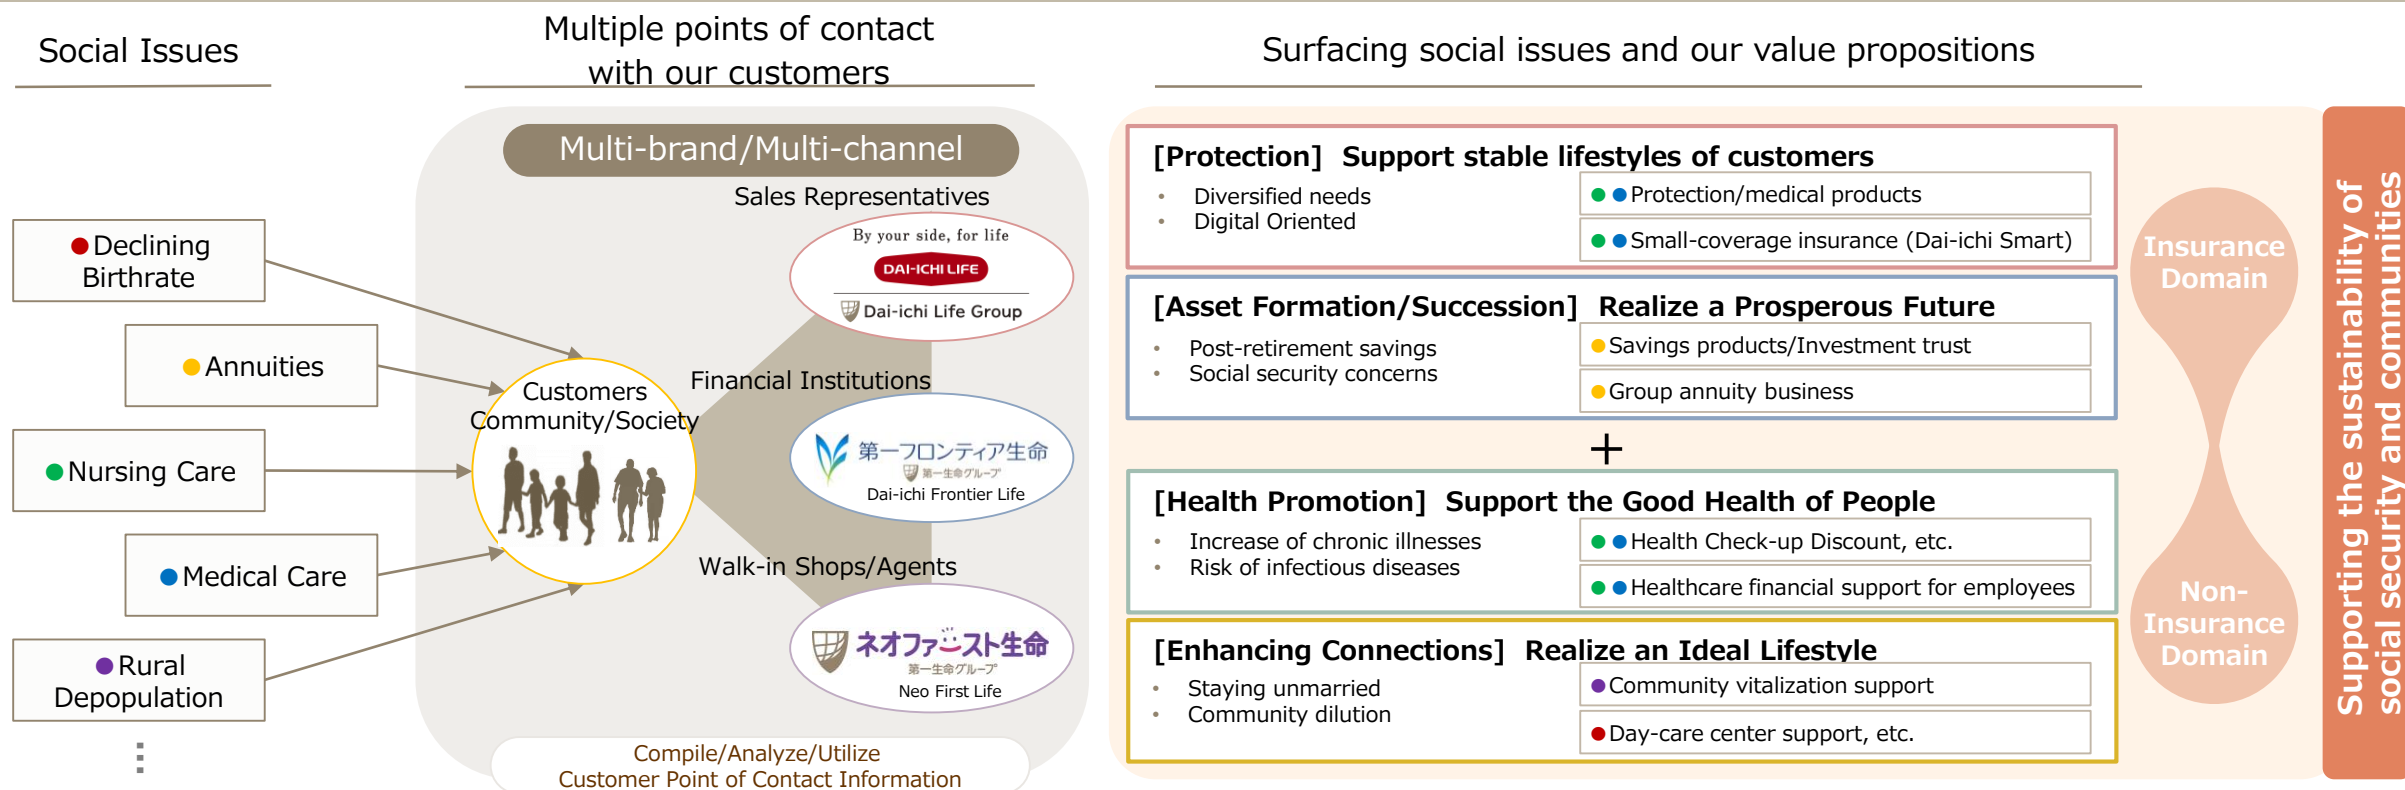 Social Issues
Multiple points of contact
with our customers
Surfacing social issues and our value propositions
● Declining
Birthrate
● Annuities
● Nursing Care
● Medical Care
● Rural
Depopulation
⋮
Multi-brand/Multi-channel
Sales Representatives
By your side, for life
DAI-ICHI LIFE
Dai-ichi Life Group
Customers
Community/Society
Financial Institutions
第一フロンティア生命
第一生命グループ
Dai-ichi Frontier Life
Walk-in Shops/Agents
ネオファースト生命
第一生命グループ
Neo First Life
Compile/Analyze/Utilize
Customer Point of Contact Information
[Protection] Support stable lifestyles of customers
• Diversified needs
• Digital Oriented
● ● Protection/medical products
● ● Small-coverage insurance (Dai-ichi Smart)
[Asset Formation/Succession] Realize a Prosperous Future
• Post-retirement savings
• Social security concerns
● Savings products/Investment trust
● Group annuity business
+
[Health Promotion] Support the Good Health of People
• Increase of chronic illnesses
• Risk of infectious diseases
● ● Health Check-up Discount, etc.
● ● Healthcare financial support for employees
[Enhancing Connections] Realize an Ideal Lifestyle
• Staying unmarried
• Community dilution
● Community vitalization support
● Day-care center support, etc.
Insurance
Domain
Non-
Insurance
Domain
Supporting the sustainability of
social security and communities